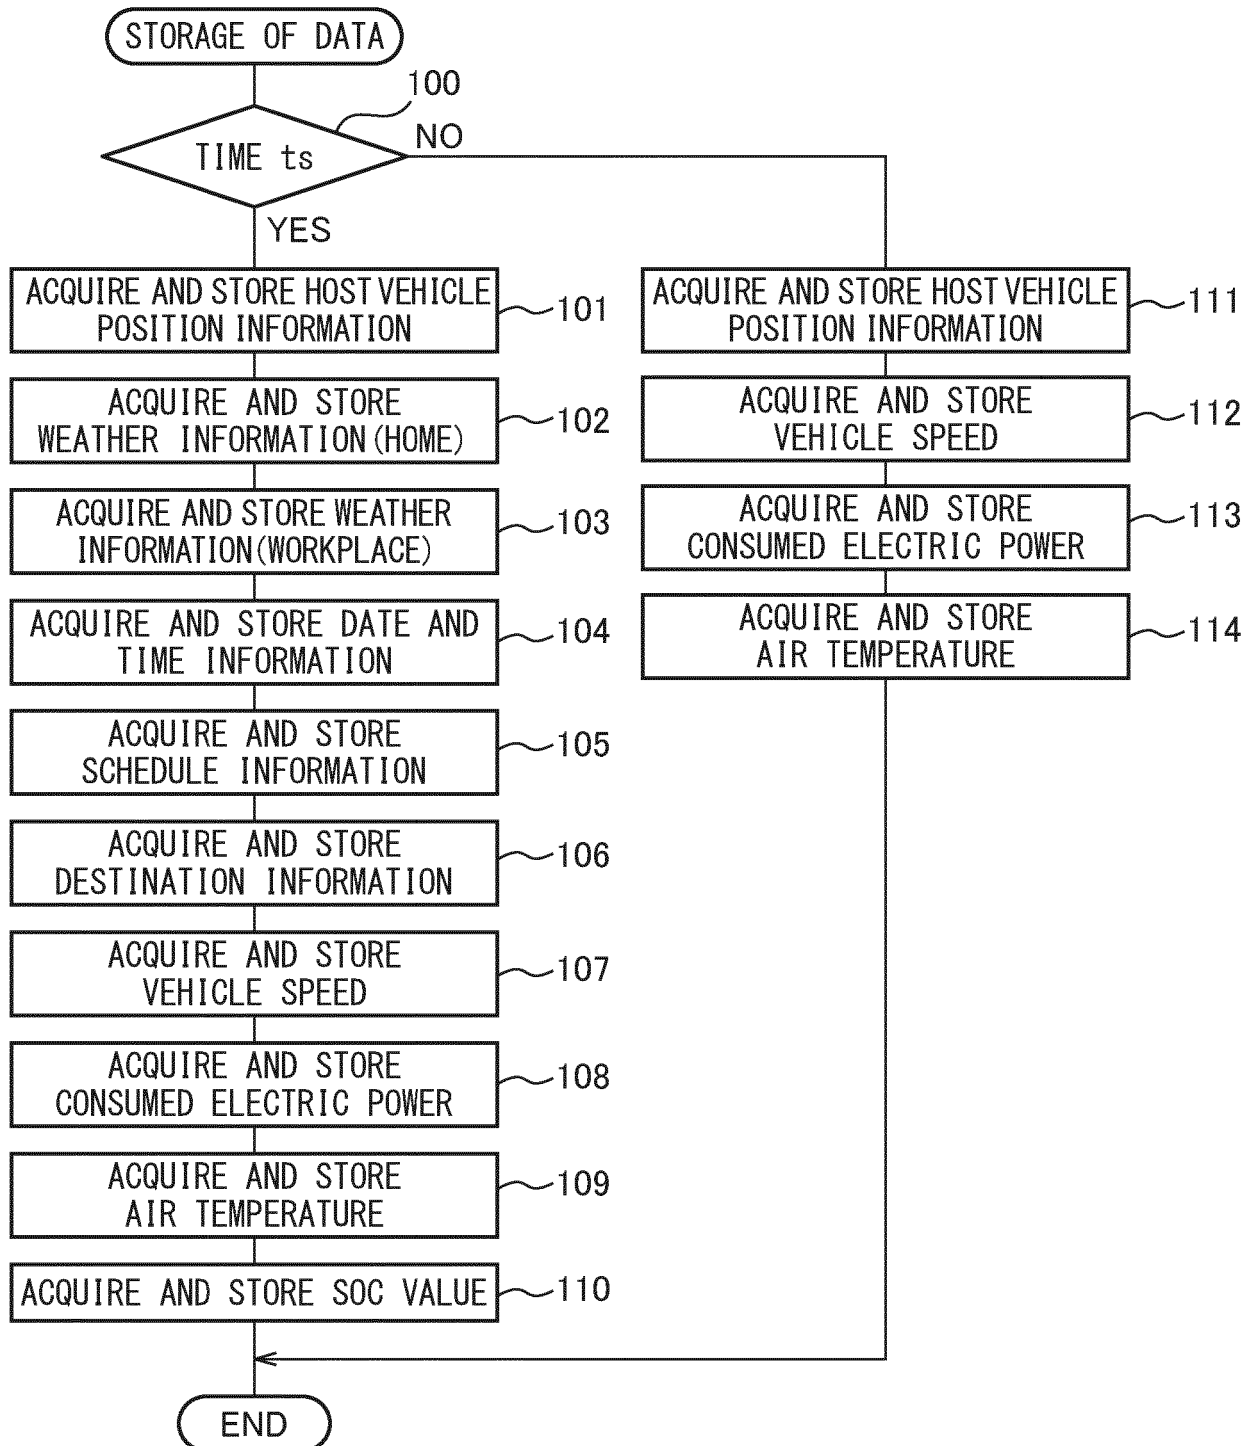 STORAGE OF DATA
100
TIME ts
NO
YES
ACQUIRE AND STORE HOST VEHICLE
POSITION INFORMATION
101
ACQUIRE AND STORE
WEATHER INFORMATION (HOME)
102
ACQUIRE AND STORE WEATHER
INFORMATION (WORKPLACE)
103
ACQUIRE AND STORE DATE AND
TIME INFORMATION
104
ACQUIRE AND STORE
SCHEDULE INFORMATION
105
ACQUIRE AND STORE
DESTINATION INFORMATION
106
ACQUIRE AND STORE
VEHICLE SPEED
107
ACQUIRE AND STORE
CONSUMED ELECTRIC POWER
108
ACQUIRE AND STORE
AIR TEMPERATURE
109
ACQUIRE AND STORE SOC VALUE
110
ACQUIRE AND STORE HOST VEHICLE
POSITION INFORMATION
111
ACQUIRE AND STORE
VEHICLE SPEED
112
ACQUIRE AND STORE
CONSUMED ELECTRIC POWER
113
ACQUIRE AND STORE
AIR TEMPERATURE
114
END